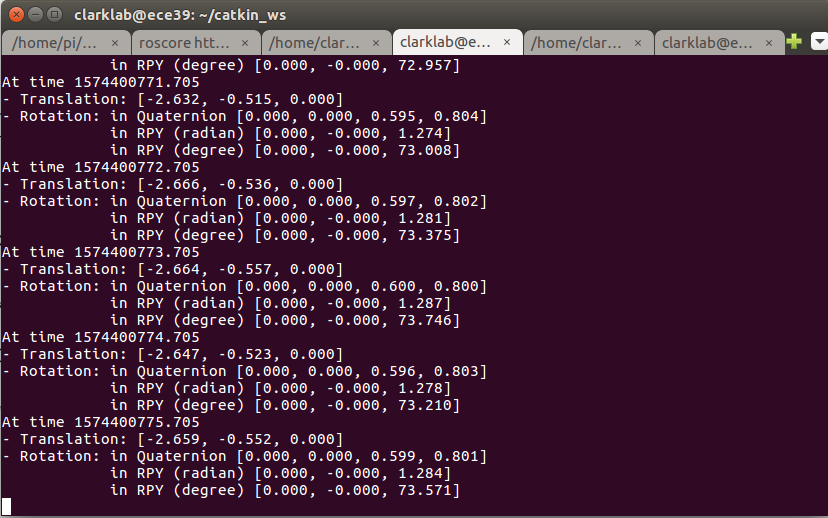 clarklab@ece39: ~/catkin_ws
/home/pi/... × roscore htt... × /home/clar... × clarklab@e... × /home/clar... × clarklab@e... ×
in RPY (degree) [0.000, -0.000, 72.957]
At time 1574400771.705
- Translation: [-2.632, -0.515, 0.000]
- Rotation: in Quaternion [0.000, 0.000, 0.595, 0.804]
in RPY (radian) [0.000, -0.000, 1.274]
in RPY (degree) [0.000, -0.000, 73.008]
At time 1574400772.705
- Translation: [-2.666, -0.536, 0.000]
- Rotation: in Quaternion [0.000, 0.000, 0.597, 0.802]
in RPY (radian) [0.000, -0.000, 1.281]
in RPY (degree) [0.000, -0.000, 73.375]
At time 1574400773.705
- Translation: [-2.664, -0.557, 0.000]
- Rotation: in Quaternion [0.000, 0.000, 0.600, 0.800]
in RPY (radian) [0.000, -0.000, 1.287]
in RPY (degree) [0.000, -0.000, 73.746]
At time 1574400774.705
- Translation: [-2.647, -0.523, 0.000]
- Rotation: in Quaternion [0.000, 0.000, 0.596, 0.803]
in RPY (radian) [0.000, -0.000, 1.278]
in RPY (degree) [0.000, -0.000, 73.210]
At time 1574400775.705
- Translation: [-2.659, -0.552, 0.000]
- Rotation: in Quaternion [0.000, 0.000, 0.599, 0.801]
in RPY (radian) [0.000, -0.000, 1.284]
in RPY (degree) [0.000, -0.000, 73.571]